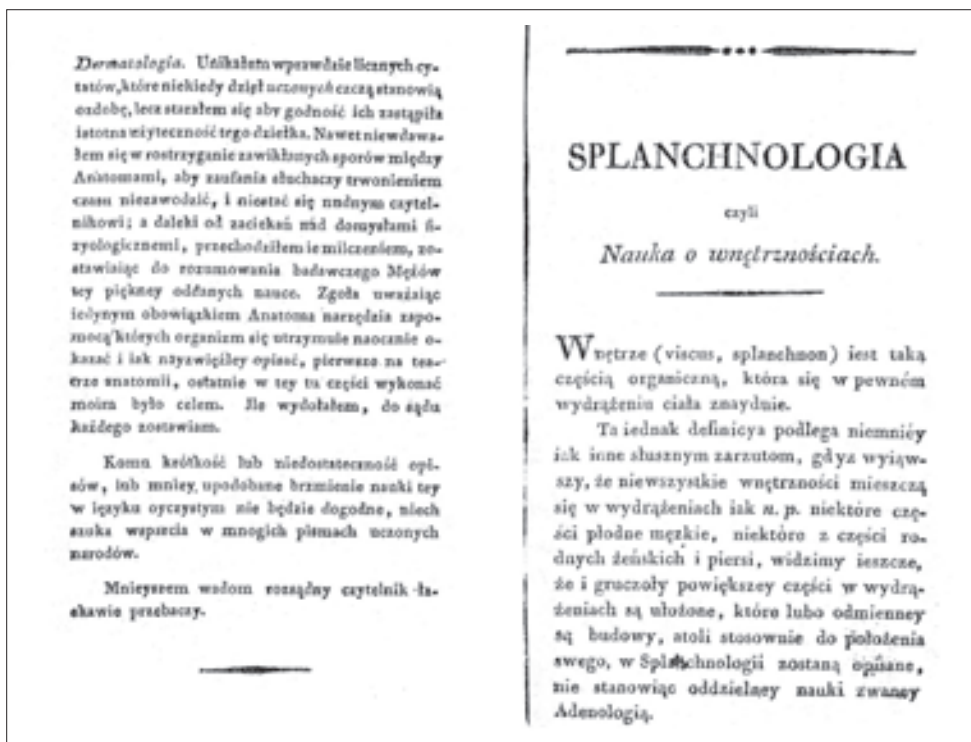 Dermatologia. Unikałem wprawdzie licznych cy-
tatów, które niekiedy dzięł uczonych czczą stanowią
ozdobę, lecz starałem się aby godność ich zastąpiła
istotna użyteczność tego dziełka. Nawet niewdawa-
łem się w rostrzyganie zawikłanych sporów między
Anatomami, aby zaufania słuchaczy trwonieniem
czasu niezawodzić, i niestać się nudnym czytel-
nikowi; a daleki od zaciekań nad domysłami fi-
zyologicznemi, przechodziłem ie milczeniem, zo-
stawiaiąc do rozumowania badawczego Mężów
tey piękney oddanych nauce. Zgoła uważaiąc
iedynym obowiązkiem Anatoma narzędzia zapo-
mocą których organizm się utrzymuie naocznie o-
kazać i iak nayzwięźley opisać, pierwsze na tea-
trze anatomii, ostatnie w tey tu części wykonać
moim było celem. Ile wydołałem, do sądu
każdego zostawiam.
Komu krótkość lub niedostateczność opi-
sów, lub mniey upodobane brzmienie nauki tey
w ięzyku oyczystym nie będzie dogodne, niech
szuka wsparcia w mnogich pismach uczonych
narodów.
Mnieyszem wadom rozsądny czytelnik ła-
skawie przebaczy.
SPLANCHNOLOGIA
czyli
Nauka o wnętrznościach.
Wnętrze (viscus, splanchnon) iest taką
częścią organiczną, która się w pewném
wydrążeniu ciała znayduie.
Ta iednak definicya podlega niemniéy
iak inne słusznym zarzutom, gdyż wyiąw-
szy, że niewszystkie wnętrzności mieszczą
się w wydrążeniach iak n. p. niektóre czę-
ści płodne męzkie, niektóre z części ro-
dnych żeńskich i piersi, widzimy ieszcze,
że i gruczoły powiększey części w wydrą-
żeniach są ułożone, które lubo odmienney
są budowy, atoli stosownie do położenia
swego, w Splanchnologii zostaną opisane,
nie stanowiąc oddzielney nauki zwaney
Adenologią.